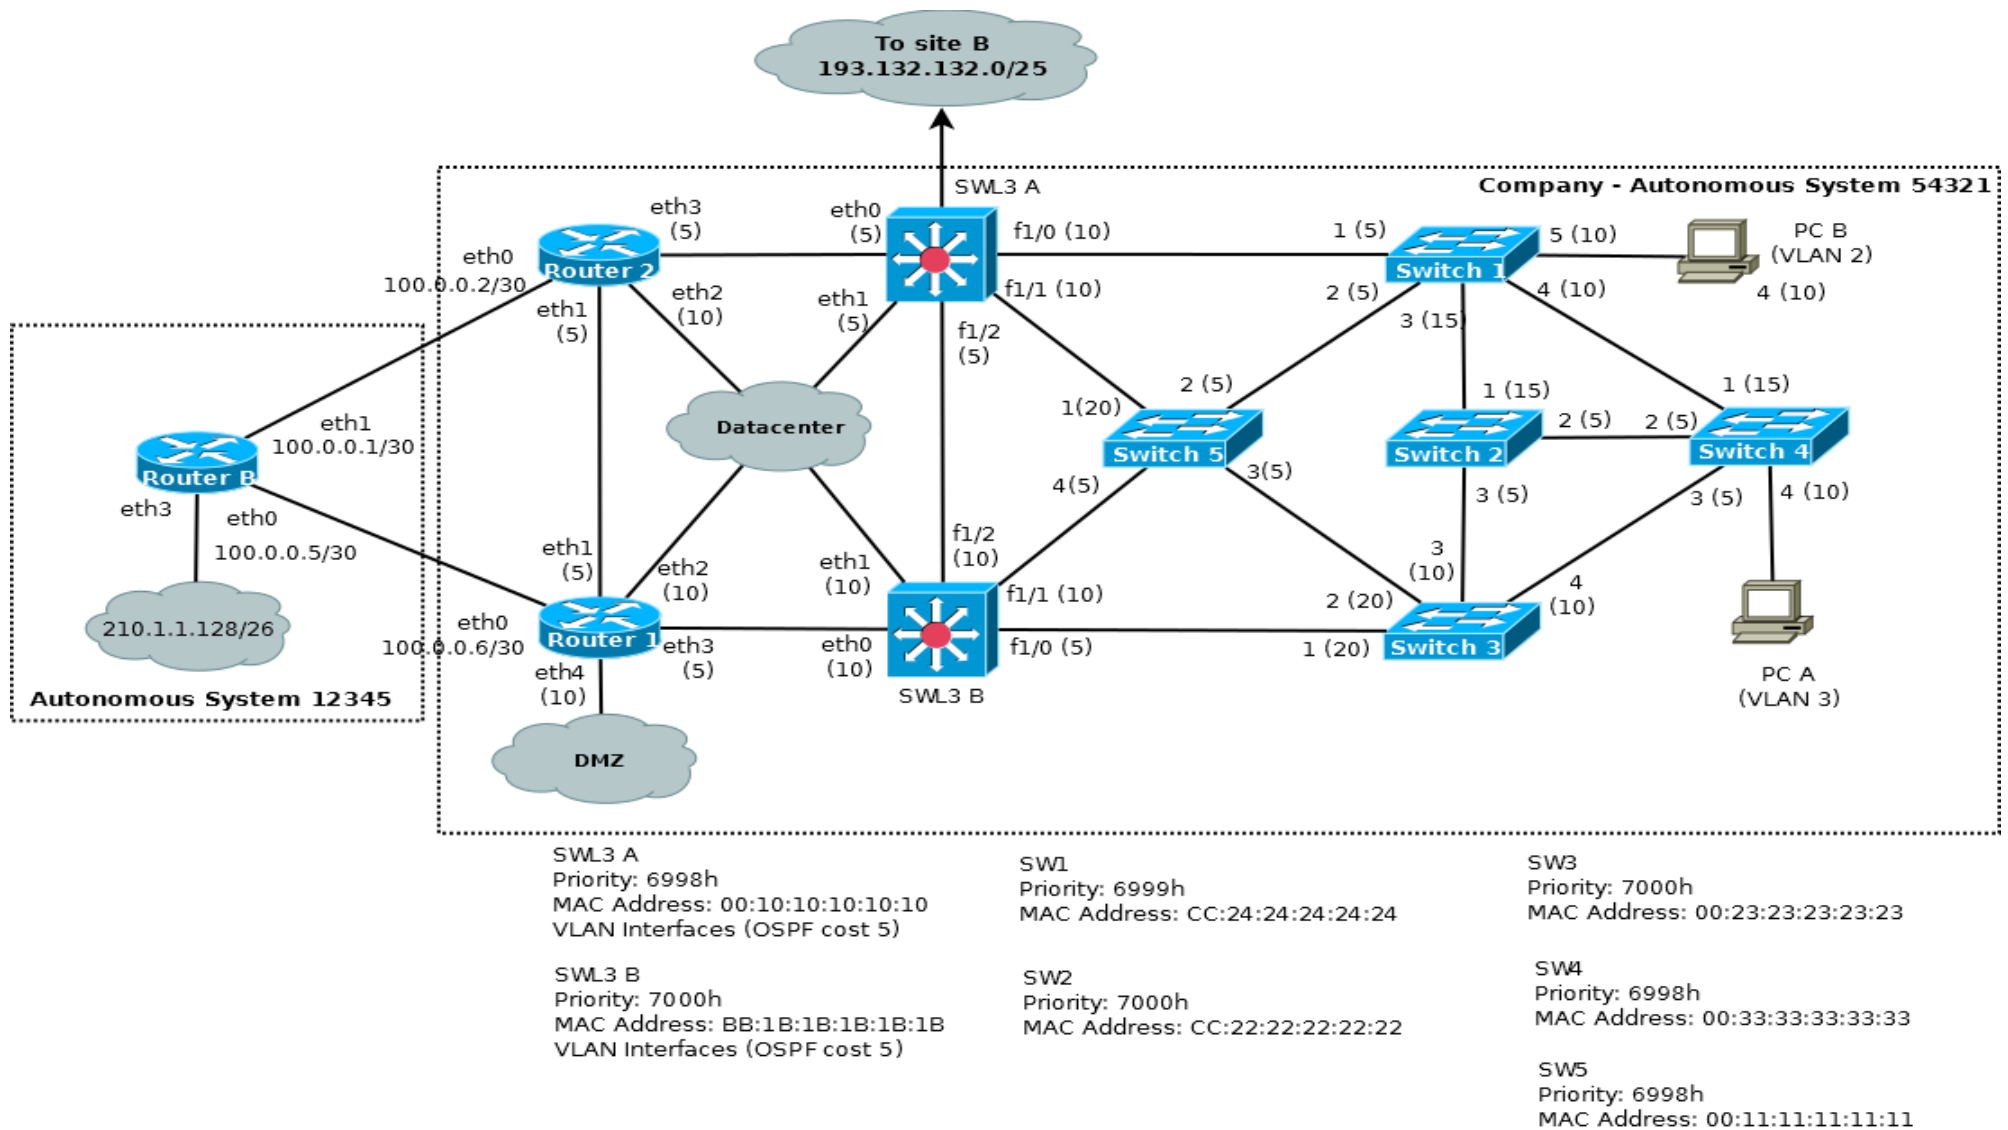 To site B
193.132.132.0/25
SWL3 A
Company - Autonomous System 54321
eth3
(5)
eth0
(5)
f1/0 (10)
1 (5)
5 (10)
PC B
(VLAN 2)
eth0
100.0.0.2/30
Router 2
eth2
(10)
eth1
(5)
f1/1 (10)
Switch 1
2 (5)
4 (10)
4 (10)
eth1
(5)
f1/2
(5)
3 (15)
2 (5)
1 (15)
1 (15)
1(20)
eth1
100.0.0.1/30
Datacenter
2 (5)
2 (5)
Router B
Switch 5
Switch 2
Switch 4
3(5)
4(5)
3 (5)
3 (5)
4 (10)
eth3
eth0
100.0.0.5/30
eth1
(5)
eth2
(10)
eth1
(10)
f1/2
(10)
3
(10)
4
(10)
f1/1 (10)
2 (20)
210.1.1.128/26
eth0
100.0.0.6/30
Router 1
eth3
(5)
eth0
(10)
f1/0 (5)
1 (20)
Switch 3
eth4
(10)
SWL3 B
PC A
(VLAN 3)
Autonomous System 12345
DMZ
SWL3 A
Priority: 6998h
MAC Address: 00:10:10:10:10:10
VLAN Interfaces (OSPF cost 5)
SWL3 B
Priority: 7000h
MAC Address: BB:1B:1B:1B:1B:1B
VLAN Interfaces (OSPF cost 5)
SW1
Priority: 6999h
MAC Address: CC:24:24:24:24:24
SW2
Priority: 7000h
MAC Address: CC:22:22:22:22:22
SW3
Priority: 7000h
MAC Address: 00:23:23:23:23:23
SW4
Priority: 6998h
MAC Address: 00:33:33:33:33:33
SW5
Priority: 6998h
MAC Address: 00:11:11:11:11:11